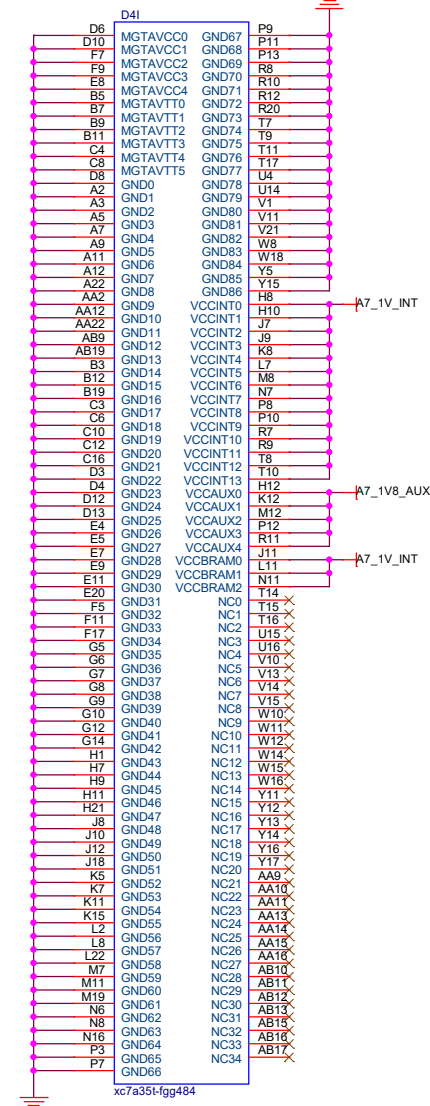 D4I
D6 MGTAVCC0 GND67 P9
D10 MGTAVCC1 GND68 P11
F7 MGTAVCC2 GND69 P13
F9 MGTAVCC3 GND70 R8
E8 MGTAVCC4 GND71 R10
B5 MGTAVTT0 GND72 R12
B7 MGTAVTT1 GND73 R20
B9 MGTAVTT2 GND74 T7
B11 MGTAVTT3 GND75 T9
C4 MGTAVTT4 GND76 T11
C8 MGTAVTT5 GND77 T17
D8 GND0 GND78 U4
A2 GND1 GND79 U14
A3 GND2 GND80 V1
A5 GND3 GND81 V11
A7 GND4 GND82 V21
A9 GND5 GND83 W8
A11 GND6 GND84 W18
A12 GND7 GND85 Y5
A22 GND8 GND86 Y15
AA2 GND9 VCCINT0 H8 A7_1V_INT
AA12 GND10 VCCINT1 H10
AA22 GND11 VCCINT2 J7
AB9 GND12 VCCINT3 J9
AB19 GND13 VCCINT4 K8
B3 GND14 VCCINT5 L7
B12 GND15 VCCINT6 M8
B19 GND16 VCCINT7 N7
C3 GND17 VCCINT8 P8
C6 GND18 VCCINT9 P10
C10 GND19 VCCINT10 R7
C12 GND20 VCCINT11 R9
C16 GND21 VCCINT12 T8
D3 GND22 VCCINT13 T10
D4 GND23 VCCAUX0 H12 A7_1V8_AUX
D12 GND24 VCCAUX1 K12
D13 GND25 VCCAUX2 M12
E4 GND26 VCCAUX3 P12
E5 GND27 VCCAUX4 R11
E7 GND28 VCCBRAM0 J11 A7_1V_INT
E9 GND29 VCCBRAM1 L11
E11 GND30 VCCBRAM2 N11
E20 GND31 NC0 T14
F5 GND32 NC1 T15
F11 GND33 NC2 T16
F17 GND34 NC3 U15
G5 GND35 NC4 U16
G6 GND36 NC5 V10
G7 GND37 NC6 V13
G8 GND38 NC7 V14
G9 GND39 NC8 V15
G10 GND40 NC9 W10
G12 GND41 NC10 W11
G14 GND42 NC11 W12
H1 GND43 NC12 W14
H7 GND44 NC13 W15
H9 GND45 NC14 W16
H11 GND46 NC15 Y11
H21 GND47 NC16 Y12
J8 GND48 NC17 Y13
J10 GND49 NC18 Y14
J12 GND50 NC19 Y16
J18 GND51 NC20 Y17
K5 GND52 NC21 AA9
K7 GND53 NC22 AA10
K11 GND54 NC23 AA11
K15 GND55 NC24 AA13
L2 GND56 NC25 AA14
L8 GND57 NC26 AA15
L22 GND58 NC27 AA16
M7 GND59 NC28 AB10
M11 GND60 NC29 AB11
M19 GND61 NC30 AB12
N6 GND62 NC31 AB13
N8 GND63 NC32 AB15
N16 GND64 NC33 AB16
P3 GND65 NC34 AB17
P7 GND66
xc7a35t-fgg484